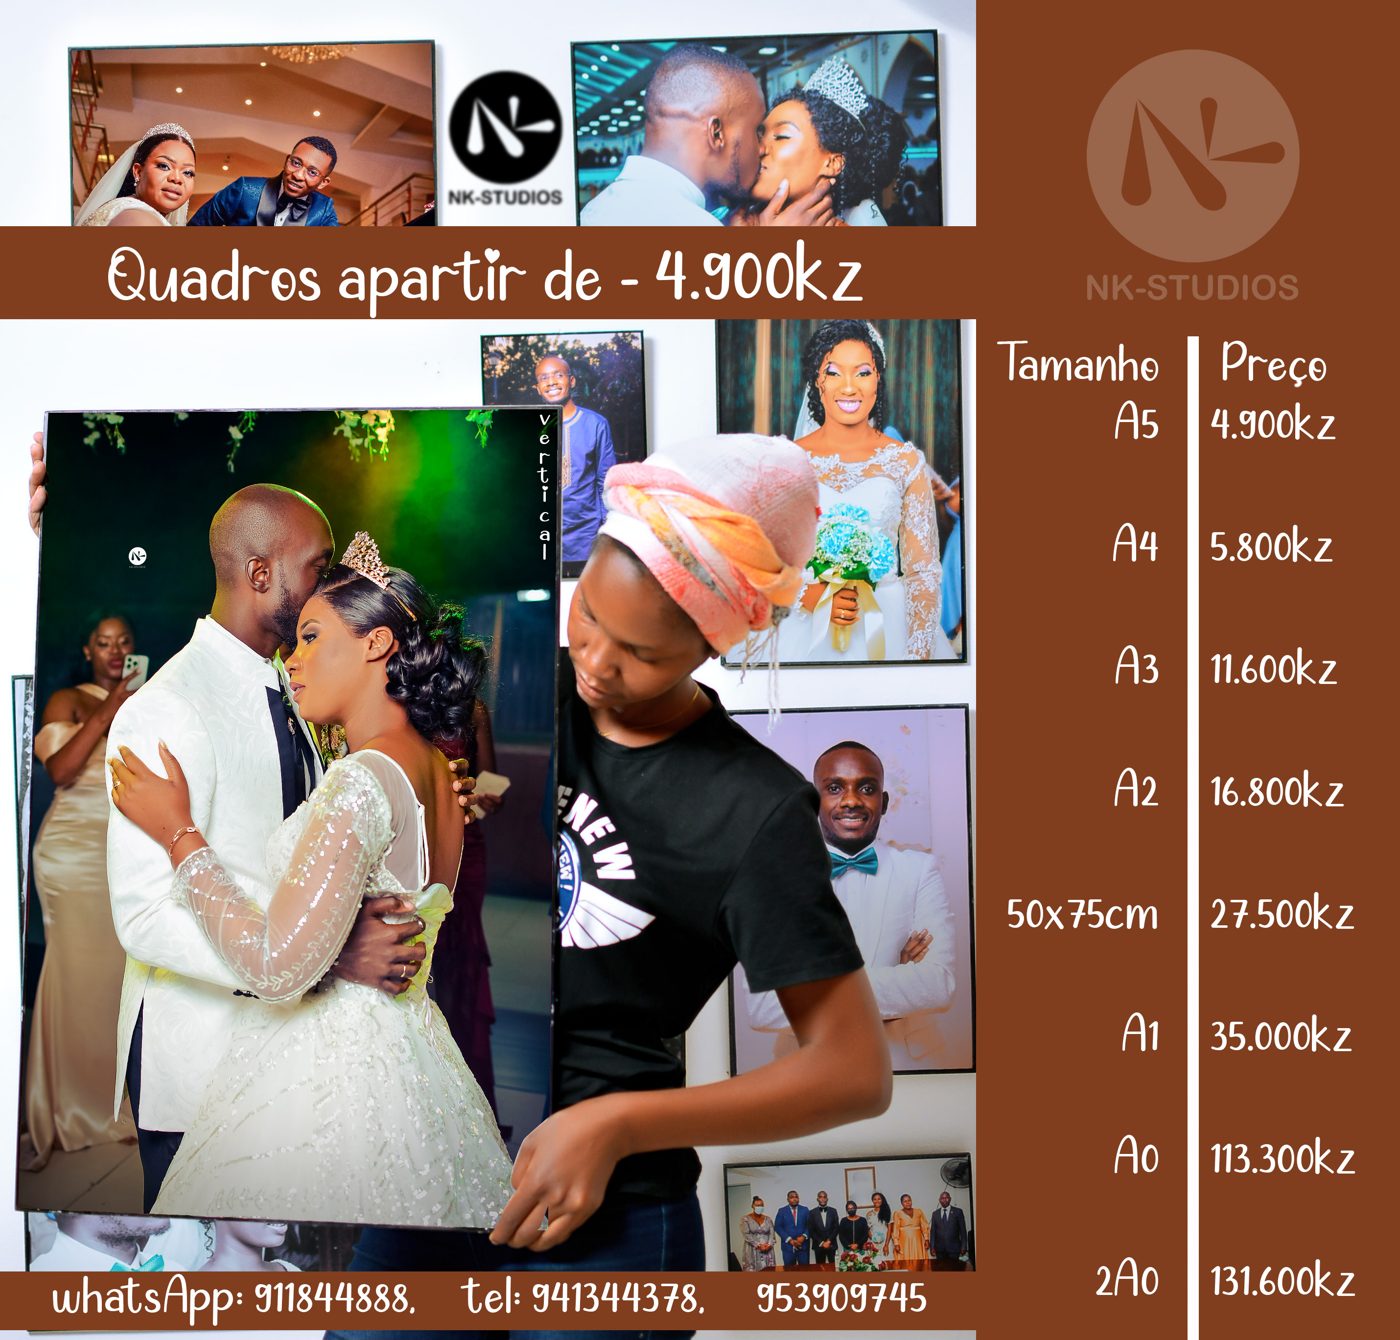 NK-STUDIOS
NK-STUDIOS
Quadros apartir de - 4.900kz
vertical
ENEW
Tamanho Preço
A5 4.900kz
A4 5.800kz
A3 11.600kz
A2 16.800kz
50x75cm 27.500kz
A1 35.000kz
A0 113.300kz
2A0 131.600kz
whatsApp: 911844888, tel: 941344378, 953909745